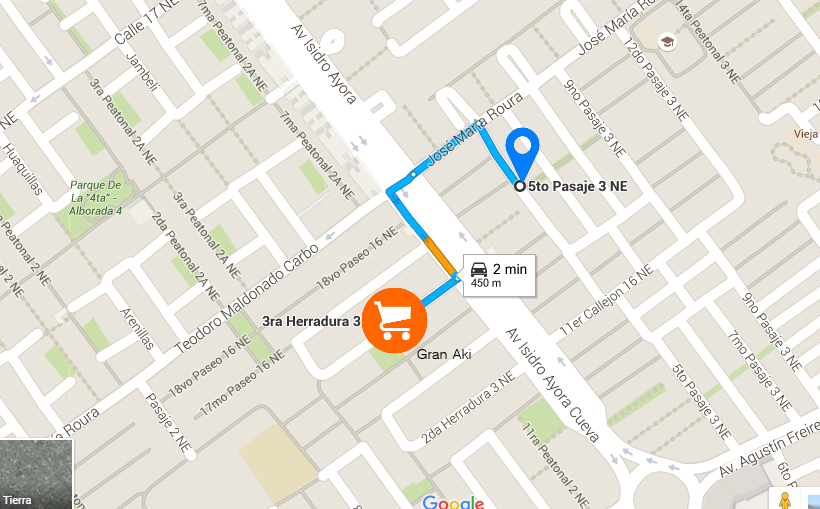 Calle 17 NE
Av Isidro Ayora
José María Ro
14ta Peatonal 3 NE
12do Pasaje 3 NE
9no Pasaje 3 NE
7ma Peatonal 2A NE
Jambeli
3ra Peatonal 2A NE
7ma Peatonal 2A NE
José María Roura
Vieja
NE
Huaquillas
Parque De
La "4ta" -
Alborada 4
5to Pasaje 3 NE
2da Peatonal 2A NE
18vo Paseo 16 NE
Teodoro Maldonado Carbo
2 min
450 m
11er Callejon 16 NE
9no Pasaje 3 NE
Arenillas
3ra Herradura 3
Gran Aki
Av Isidro Ayora Cueva
7mo Pasaje 3 NE
18vo Paseo 16 NE
17mo Paseo 16 NE
5to Pasaje 3 NE
2da Herradura 3 NE
Pasaje 2 NE
Roura
11ra Peatonal 3 NE
Av. Agustín Freire
6to
Tierra
Google